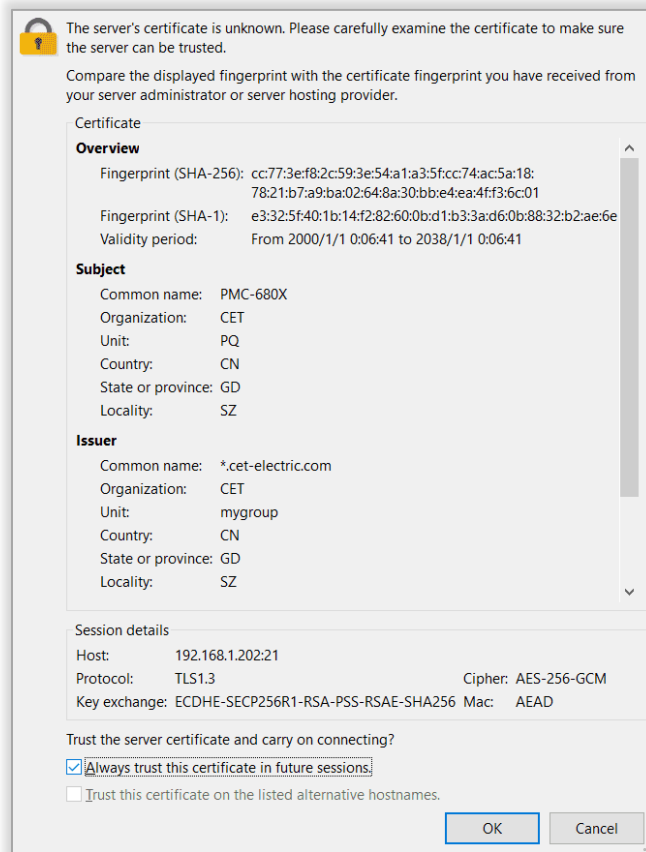 The server's certificate is unknown. Please carefully examine the certificate to make sure
the server can be trusted.
Compare the displayed fingerprint with the certificate fingerprint you have received from
your server administrator or server hosting provider.
Certificate
Overview
Fingerprint (SHA-256): cc:77:3e:f8:2c:59:3e:54:a1:a3:5f:cc:74:ac:5a:18:
78:21:b7:a9:ba:02:64:8a:30:bb:e4:ea:4f:f3:6c:01
Fingerprint (SHA-1): e3:32:5f:40:1b:14:f2:82:60:0b:d1:b3:3a:d6:0b:88:32:b2:ae:6e
Validity period: From 2000/1/1 0:06:41 to 2038/1/1 0:06:41
Subject
Common name: PMC-680X
Organization: CET
Unit: PQ
Country: CN
State or province: GD
Locality: SZ
Issuer
Common name: *.cet-electric.com
Organization: CET
Unit: mygroup
Country: CN
State or province: GD
Locality: SZ
Session details
Host: 192.168.1.202:21
Protocol: TLS1.3 Cipher: AES-256-GCM
Key exchange: ECDHE-SECP256R1-RSA-PSS-RSAE-SHA256 Mac: AEAD
Trust the server certificate and carry on connecting?
Always trust this certificate in future sessions.
Trust this certificate on the listed alternative hostnames.
OK Cancel